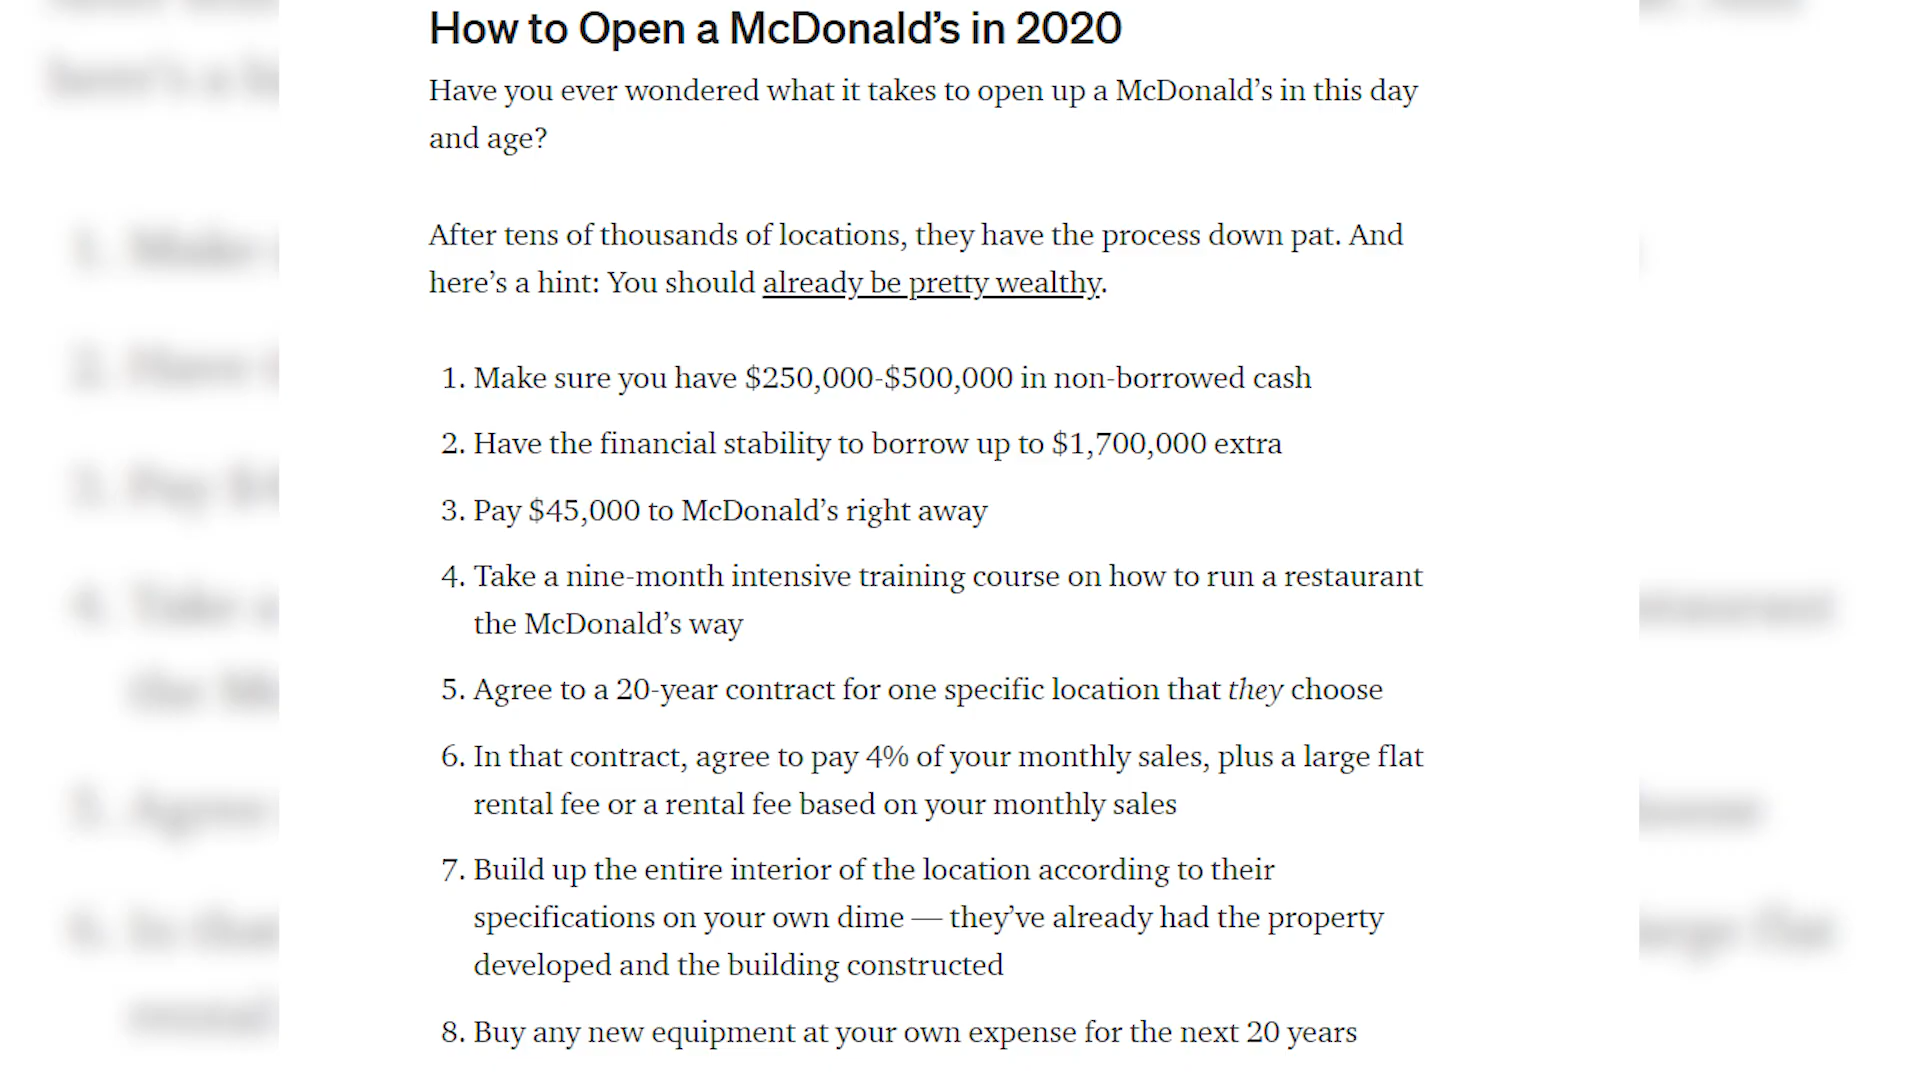 How to Open a McDonald’s in 2020
Have you ever wondered what it takes to open up a McDonald’s in this day
and age?
After tens of thousands of locations, they have the process down pat. And
here’s a hint: You should already be pretty wealthy.
1. Make sure you have $250,000-$500,000 in non-borrowed cash
2. Have the financial stability to borrow up to $1,700,000 extra
3. Pay $45,000 to McDonald’s right away
4. Take a nine-month intensive training course on how to run a restaurant
the McDonald’s way
5. Agree to a 20-year contract for one specific location that they choose
6. In that contract, agree to pay 4% of your monthly sales, plus a large flat
rental fee or a rental fee based on your monthly sales
7. Build up the entire interior of the location according to their
specifications on your own dime — they’ve already had the property
developed and the building constructed
8. Buy any new equipment at your own expense for the next 20 years